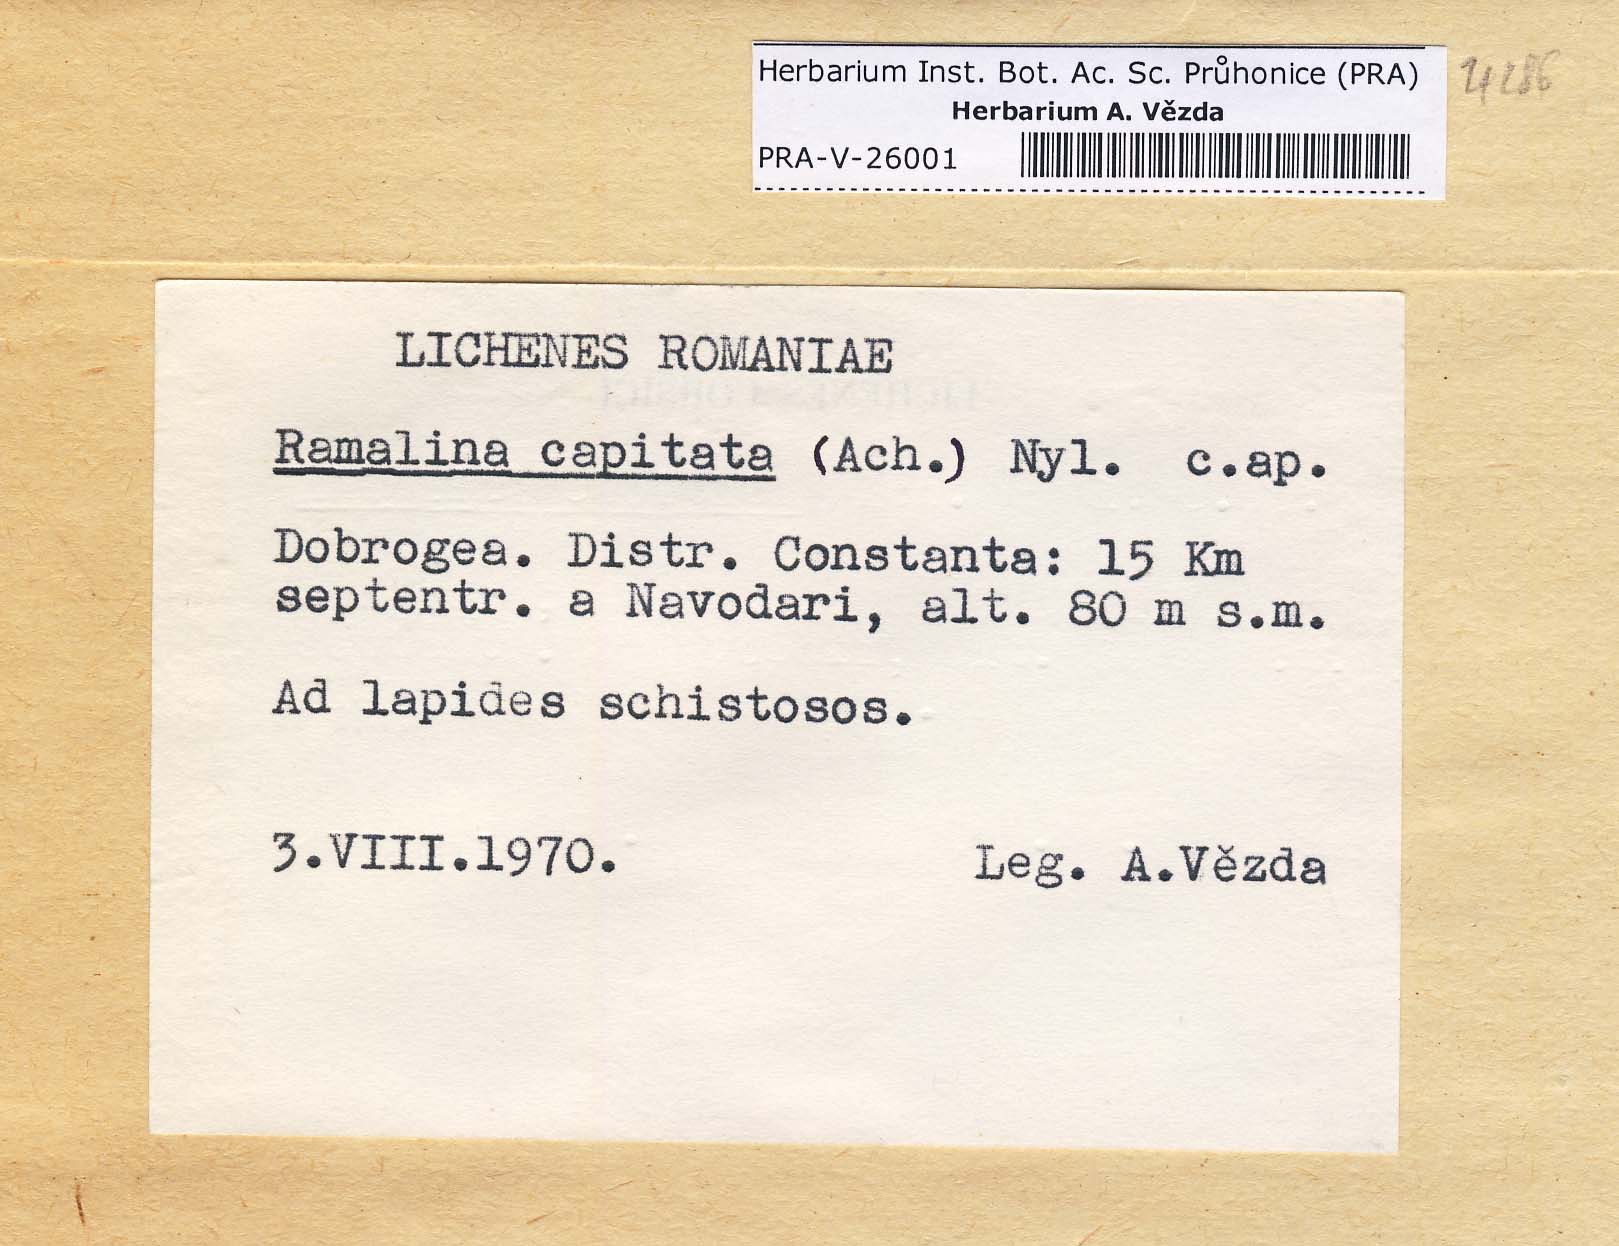 Herbarium Inst. Bot. Ac. Sc. Průhonice (PRA)
Herbarium A. Vězda
PRA-V-26001
LICHENES ROMANIAE
Ramalina capitata (Ach.) Nyl. c.ap.
Dobrogea. Distr. Constanta: 15 Km
septentr. a Navodari, alt. 80 m s.m.
Ad lapides schistosos.
3.VIII.1970.
Leg. A.Vězda